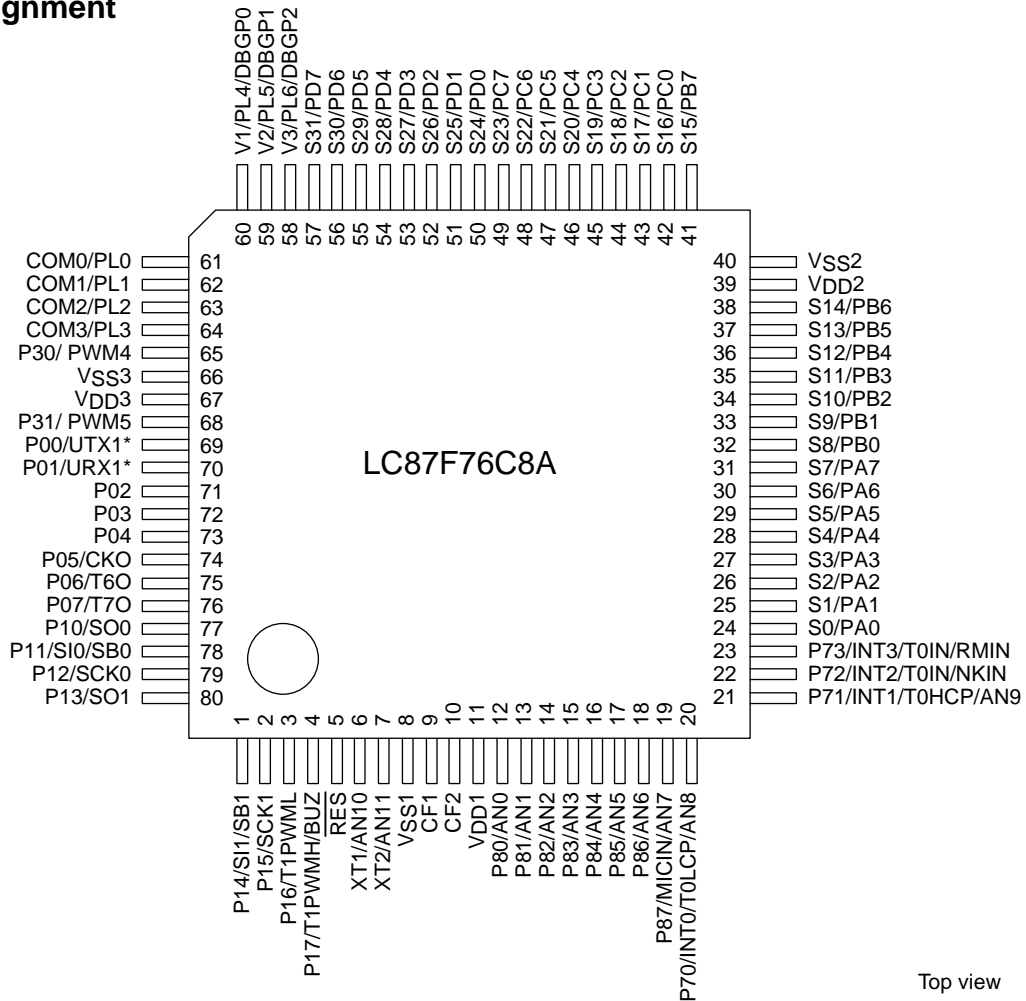 gnment
V1/PL4/DBGP0
V2/PL5/DBGP1
V3/PL6/DBGP2
S31/PD7
S30/PD6
S29/PD5
S28/PD4
S27/PD3
S26/PD2
S25/PD1
S24/PD0
S23/PC7
S22/PC6
S21/PC5
S20/PC4
S19/PC3
S18/PC2
S17/PC1
S16/PC0
S15/PB7
60 59 58 57 56 55 54 53 52 51 50 49 48 47 46 45 44 43 42 41
COM0/PL0 61
COM1/PL1 62
COM2/PL2 63
COM3/PL3 64
P30/ PWM4 65
VSS3 66
VDD3 67
P31/ PWM5 68
P00/UTX1* 69
P01/URX1* 70
P02 71
P03 72
P04 73
P05/CKO 74
P06/T6O 75
P07/T7O 76
P10/SO0 77
P11/SI0/SB0 78
P12/SCK0 79
P13/SO1 80
LC87F76C8A
40 VSS2
39 VDD2
38 S14/PB6
37 S13/PB5
36 S12/PB4
35 S11/PB3
34 S10/PB2
33 S9/PB1
32 S8/PB0
31 S7/PA7
30 S6/PA6
29 S5/PA5
28 S4/PA4
27 S3/PA3
26 S2/PA2
25 S1/PA1
24 S0/PA0
23 P73/INT3/T0IN/RMIN
22 P72/INT2/T0IN/NKIN
21 P71/INT1/T0HCP/AN9
1 2 3 4 5 6 7 8 9 10 11 12 13 14 15 16 17 18 19 20
P14/SI1/SB1
P15/SCK1
P16/T1PWML
P17/T1PWMH/BUZ
RES
XT1/AN10
XT2/AN11
VSS1
CF1
CF2
VDD1
P80/AN0
P81/AN1
P82/AN2
P83/AN3
P84/AN4
P85/AN5
P86/AN6
P87/MICIN/AN7
P70/INT0/T0LCP/AN8
Top view